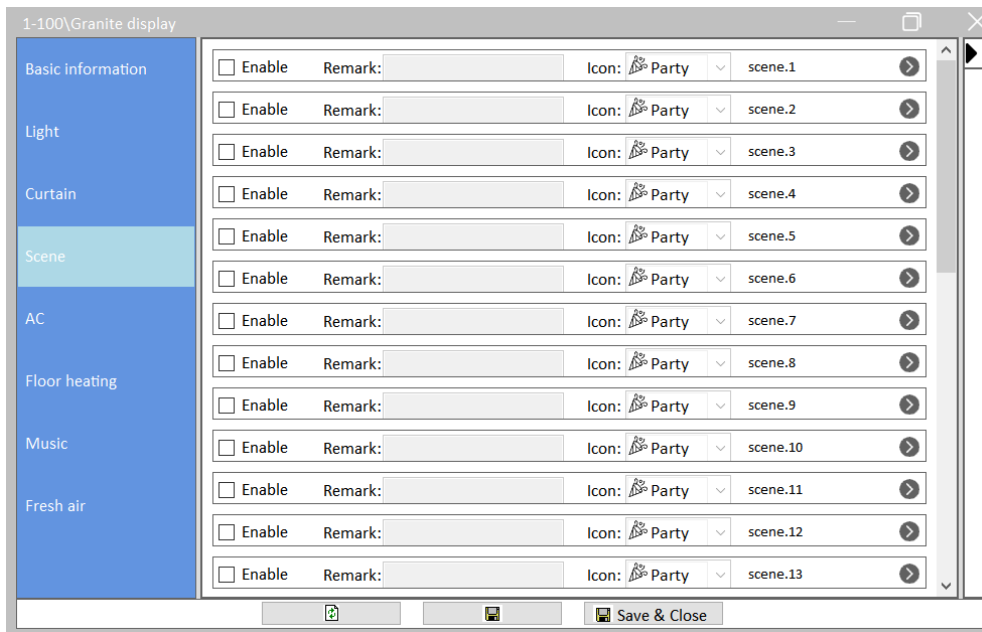 1-100\Granite display
Basic information
Light
Curtain
Scene
AC
Floor heating
Music
Fresh air
Enable Remark: Icon: Party scene.1
Enable Remark: Icon: Party scene.2
Enable Remark: Icon: Party scene.3
Enable Remark: Icon: Party scene.4
Enable Remark: Icon: Party scene.5
Enable Remark: Icon: Party scene.6
Enable Remark: Icon: Party scene.7
Enable Remark: Icon: Party scene.8
Enable Remark: Icon: Party scene.9
Enable Remark: Icon: Party scene.10
Enable Remark: Icon: Party scene.11
Enable Remark: Icon: Party scene.12
Enable Remark: Icon: Party scene.13
Save & Close